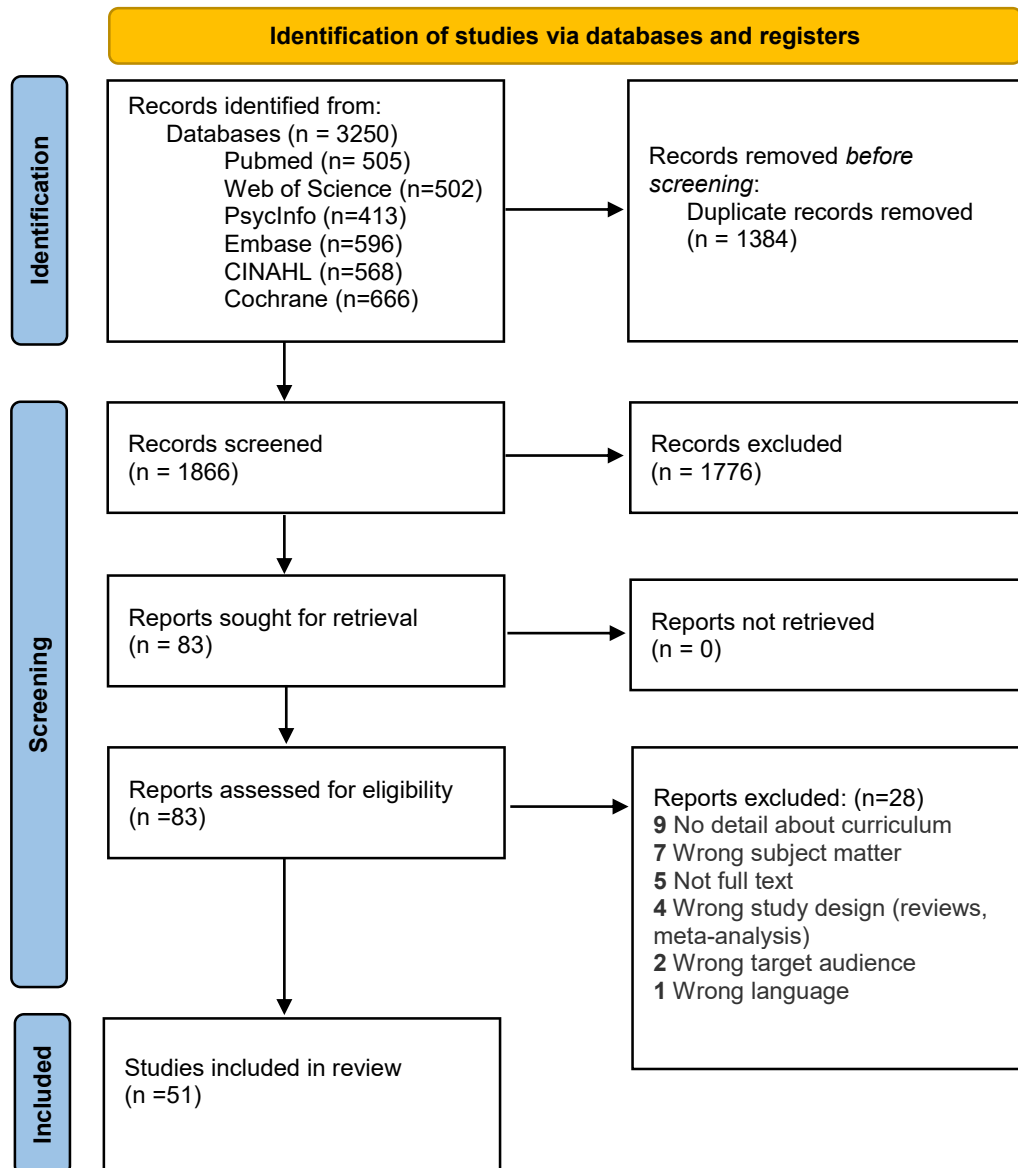 Identification of studies via databases and registers
Identification
Records identified from:
Databases (n = 3250)
Pubmed (n= 505)
Web of Science (n=502)
PsycInfo (n=413)
Embase (n=596)
CINAHL (n=568)
Cochrane (n=666)
Records removed before
screening:
Duplicate records removed
(n = 1384)
Screening
Records screened
(n = 1866)
Records excluded
(n = 1776)
Reports sought for retrieval
(n = 83)
Reports not retrieved
(n = 0)
Reports assessed for eligibility
(n =83)
Reports excluded: (n=28)
9 No detail about curriculum
7 Wrong subject matter
5 Not full text
4 Wrong study design (reviews,
meta-analysis)
2 Wrong target audience
1 Wrong language
Included
Studies included in review
(n =51)